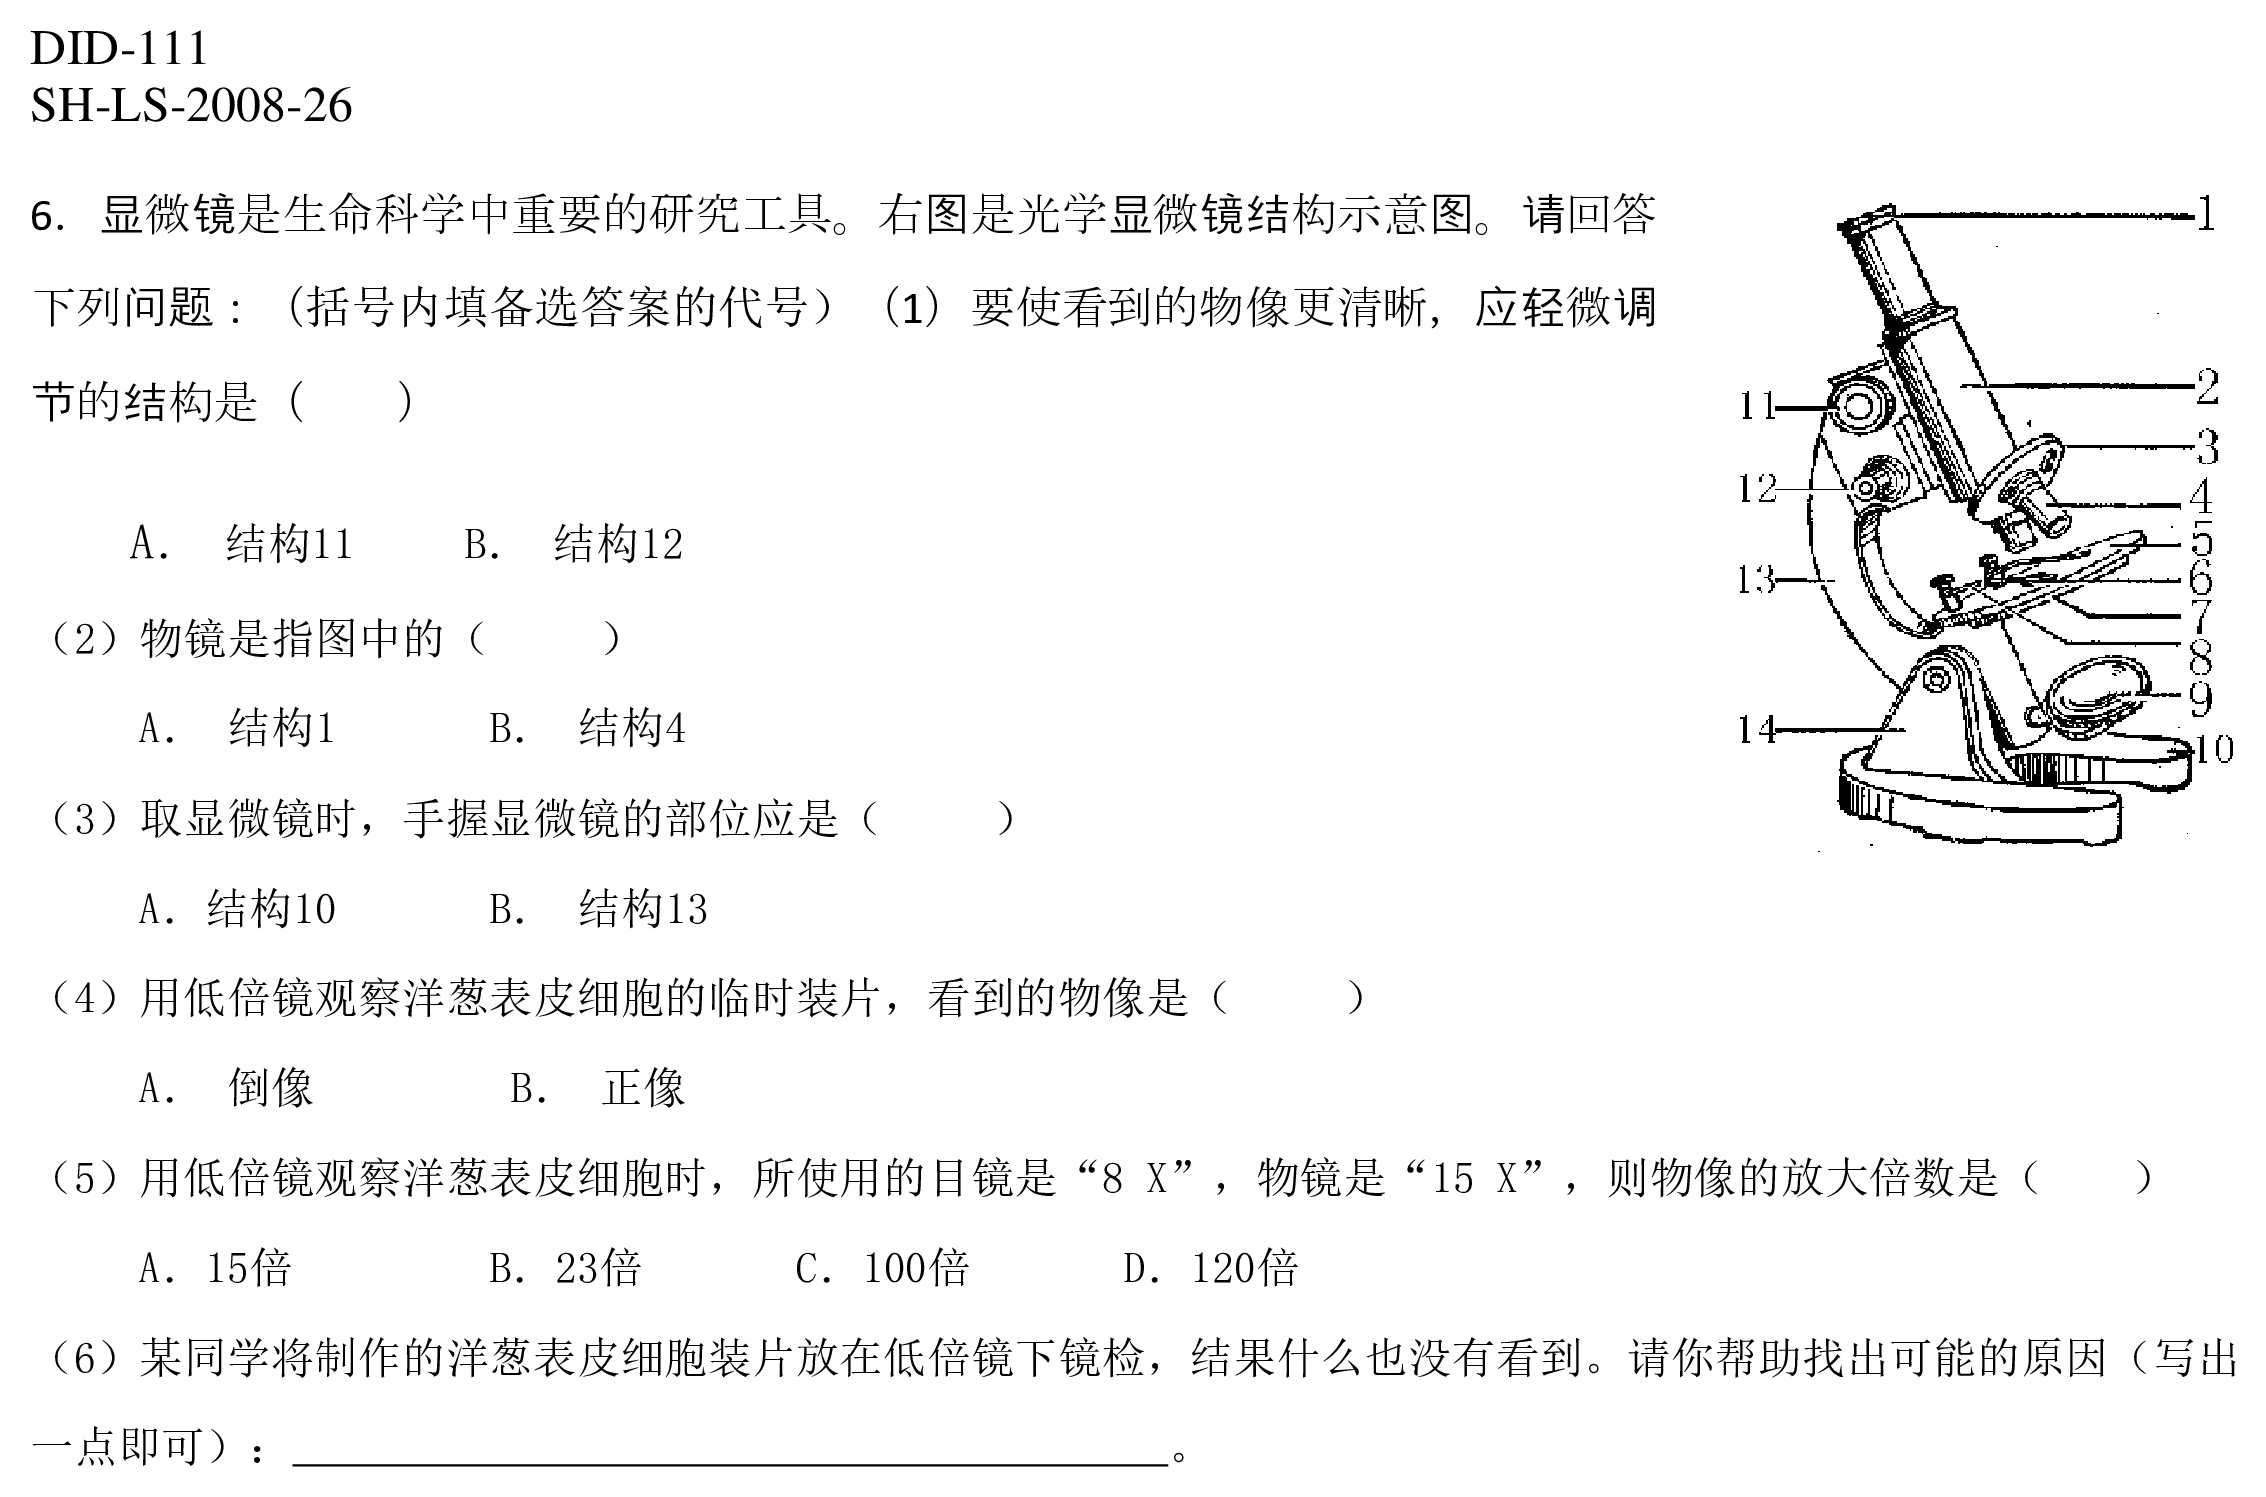 DID-111
SH-LS-2008-26
6. 显微镜是生命科学中重要的研究工具。右图是光学显微镜结构示意图。请回答
下列问题：（括号内填备选答案的代号）（1）要使看到的物像更清晰，应轻微调
节的结构是（　　）
A. 结构11　　B. 结构12
（2）物镜是指图中的（　　）
A. 结构1　　B. 结构4
（3）取显微镜时，手握显微镜的部位应是（　　）
A. 结构10　　B. 结构13
（4）用低倍镜观察洋葱表皮细胞的临时装片，看到的物像是（　　）
A. 倒像　　B. 正像
（5）用低倍镜观察洋葱表皮细胞时，所使用的目镜是“8 X”，物镜是“15 X”，则物像的放大倍数是（　　）
A. 15倍　　B. 23倍　　C. 100倍　　D. 120倍
（6）某同学将制作的洋葱表皮细胞装片放在低倍镜下镜检，结果什么也没有看到。请你帮助找出可能的原因（写出
一点即可）：　　。
1
2
3
4
5
6
7
8
9
10
11
12
13
14